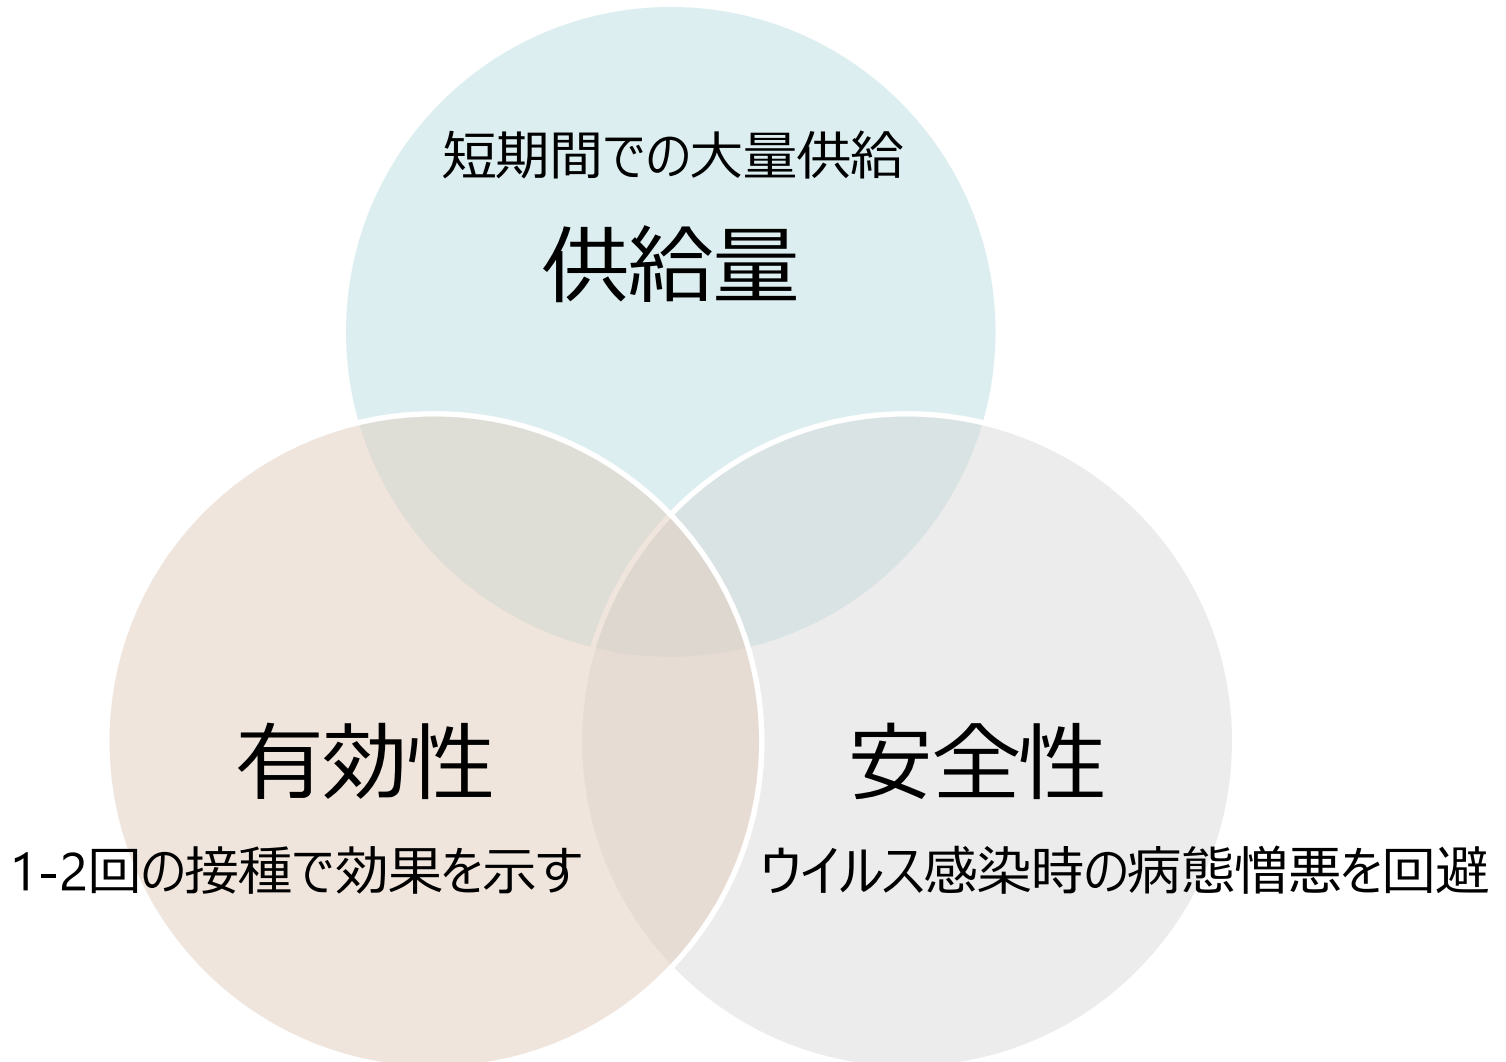 短期間での大量供給
供給量
有効性
安全性
1-2回の接種で効果を示す
ウイルス感染時の病態憎悪を回避